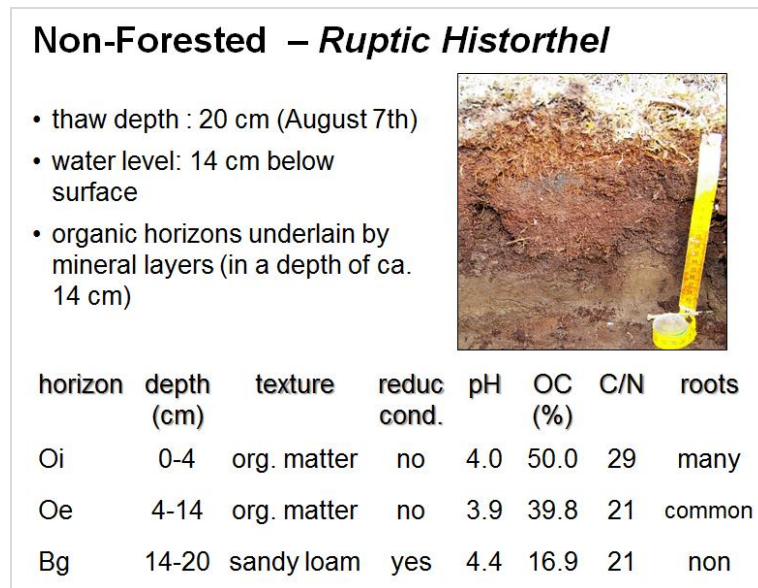 Non-Forested – Ruptic Historthel
• thaw depth : 20 cm (August 7th)
• water level: 14 cm below
surface
• organic horizons underlain by
mineral layers (in a depth of ca.
14 cm)
horizon depth texture reduc pH OC C/N roots
(cm) cond. (%)
Oi 0-4 org. matter no 4.0 50.0 29 many
Oe 4-14 org. matter no 3.9 39.8 21 common
Bg 14-20 sandy loam yes 4.4 16.9 21 non